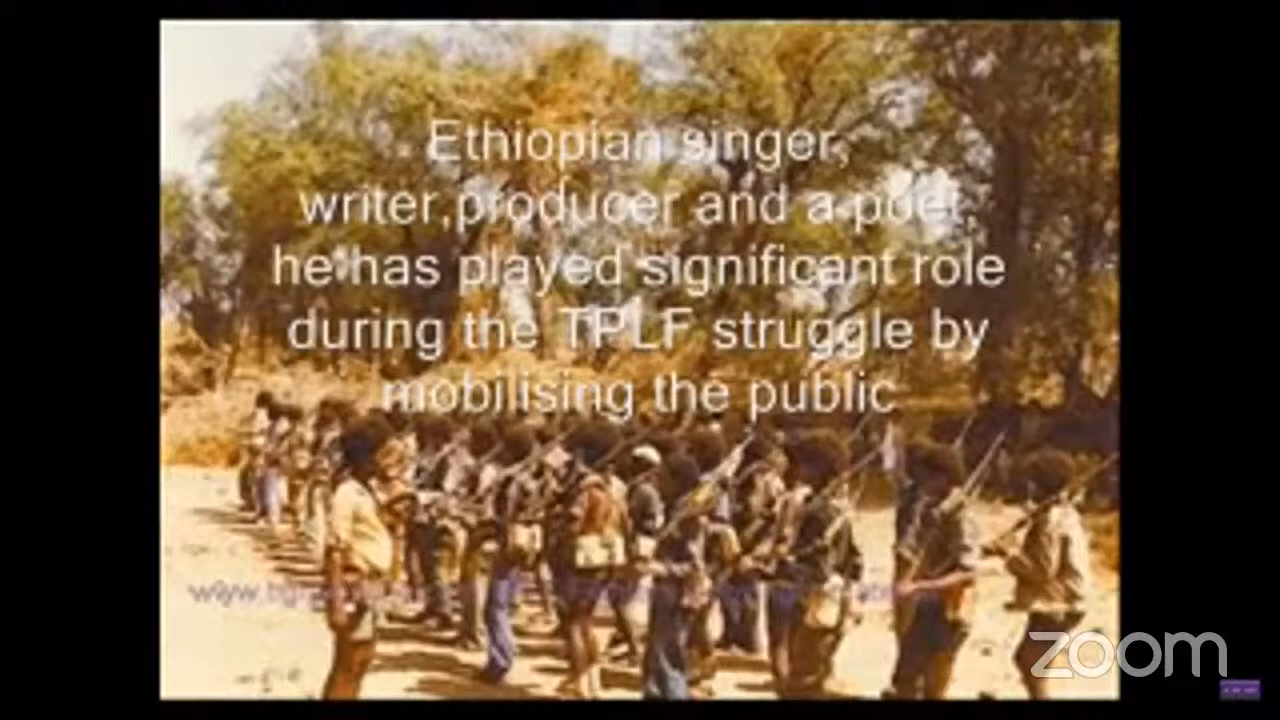 Ethiopian singer,
writer,producer and a poet,
he has played significant role
during the TPLF struggle by
mobilising the public
zoom